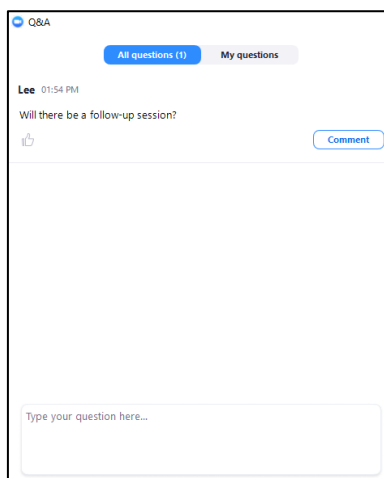 Q&A
All questions (1) My questions
Lee 01:54 PM
Will there be a follow-up session?
Comment
Type your question here...